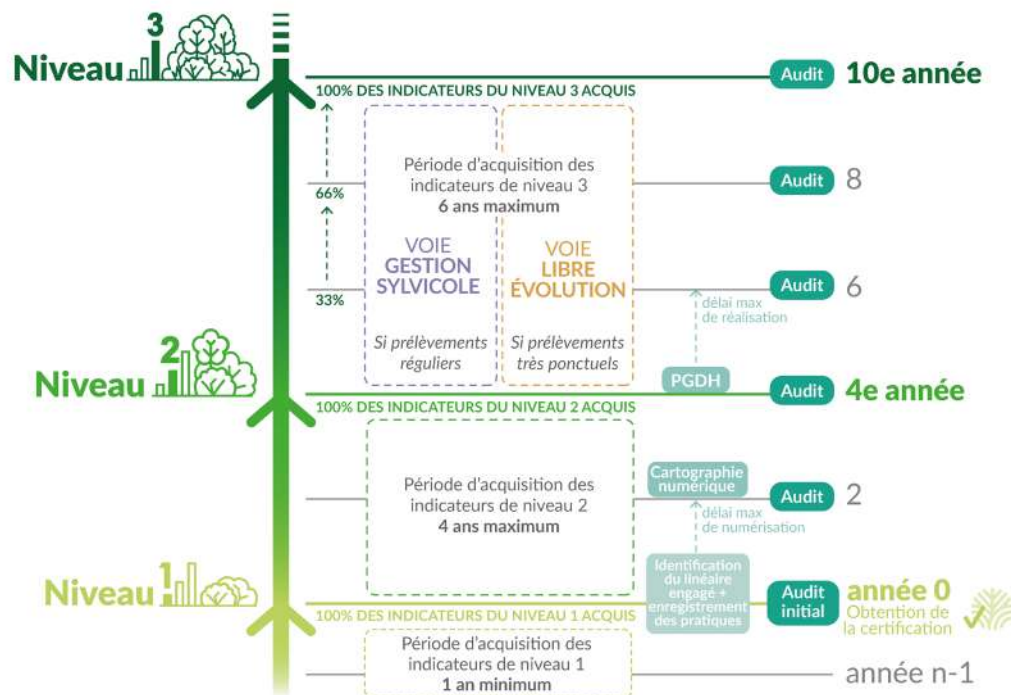 3
Niveau
Audit
10e année
100% DES INDICATEURS DU NIVEAU 3 ACQUIS
Période d'acquisition des
indicateurs de niveau 3
6 ans maximum
66%
Audit
8
VOIE
GESTION
SYLVICOLE
VOIE
LIBRE
ÉVOLUTION
33%
Audit
6
délai max
de réalisation
Si prélèvements
réguliers
Si prélèvements
très ponctuels
PGDH
2
Niveau
Audit
4e année
100% DES INDICATEURS DU NIVEAU 2 ACQUIS
Période d'acquisition des
indicateurs de niveau 2
4 ans maximum
Cartographie
numérique
Audit
2
délai max
de numérisation
1
Niveau
Identification
du linéaire
engagé +
enregistrement
des pratiques
Audit
initial
année 0
Obtention de
la certification
100% DES INDICATEURS DU NIVEAU 1 ACQUIS
Période d'acquisition des
indicateurs de niveau 1
1 an minimum
année n-1